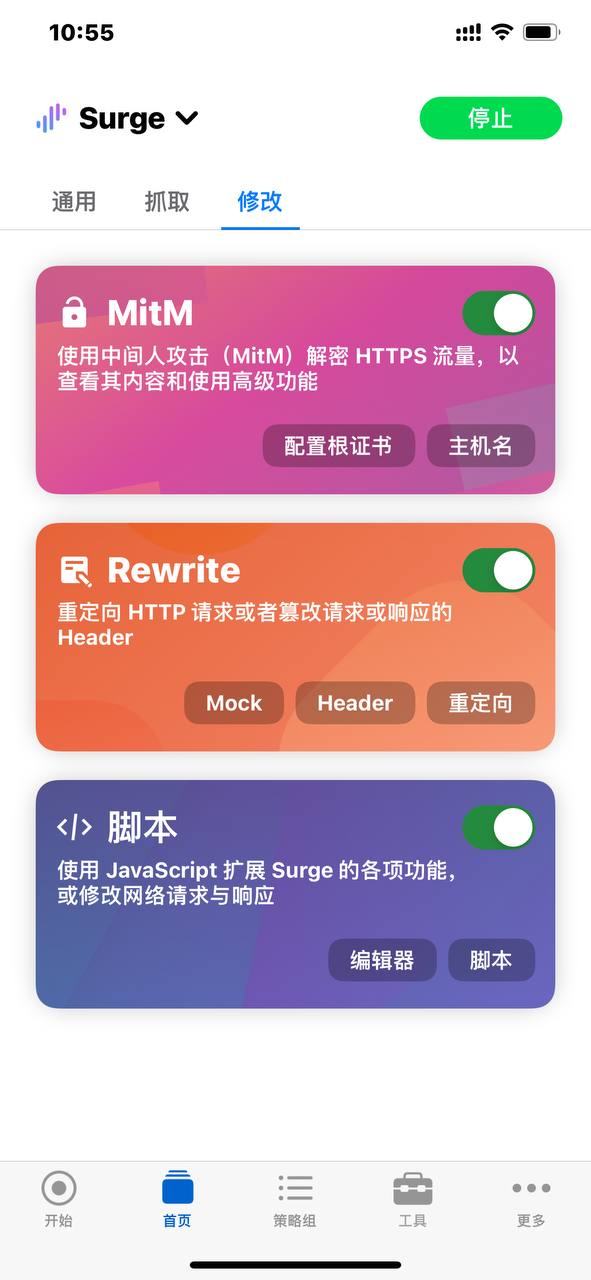 10:55
Surge
停止
通用
抓取
修改
MitM
使用中间人攻击（MitM）解密 HTTPS 流量，以
查看其内容和使用高级功能
配置根证书
主机名
Rewrite
重定向 HTTP 请求或者篡改请求或响应的
Header
Mock
Header
重定向
</> 脚本
使用 JavaScript 扩展 Surge 的各项功能，
或修改网络请求与响应
编辑器
脚本
开始
首页
策略组
工具
更多